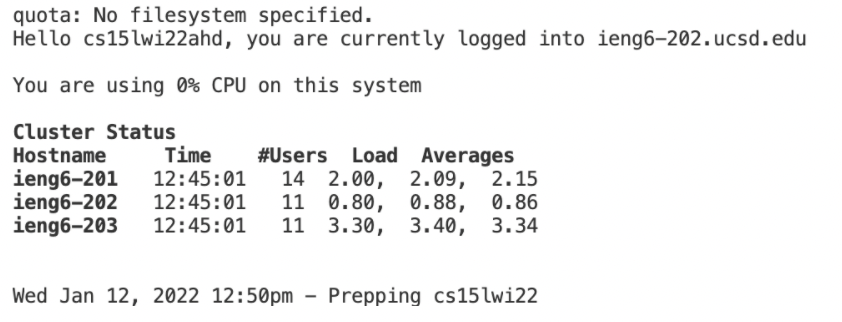 quota: No filesystem specified.
Hello cs15lwi22ahd, you are currently logged into ieng6-202.ucsd.edu
You are using 0% CPU on this system
Cluster Status
Hostname Time #Users Load Averages
ieng6-201 12:45:01 14 2.00, 2.09, 2.15
ieng6-202 12:45:01 11 0.80, 0.88, 0.86
ieng6-203 12:45:01 11 3.30, 3.40, 3.34
Wed Jan 12, 2022 12:50pm - Prepping cs15lwi22